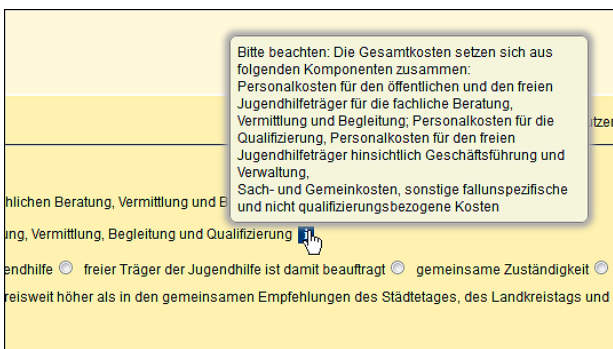 Bitte beachten: Die Gesamtkosten setzen sich aus
folgenden Komponenten zusammen:
Personalkosten für den öffentlichen und den freien
Jugendhilfeträger für die fachliche Beratung,
Vermittlung und Begleitung; Personalkosten für die
Qualifizierung, Personalkosten für den freien
Jugendhilfeträger hinsichtlich Geschäftsführung und
Verwaltung,
Sach- und Gemeinkosten, sonstige fallunspezifische
und nicht qualifizierungsbezogene Kosten
tzer
hlichen Beratung, Vermittlung und B
ung, Vermittlung, Begleitung und Qualifizierung i
endhilfe freier Träger der Jugendhilfe ist damit beauftragt gemeinsame Zuständigkeit
reisweit höher als in den gemeinsamen Empfehlungen des Städtetages, des Landkreistags und